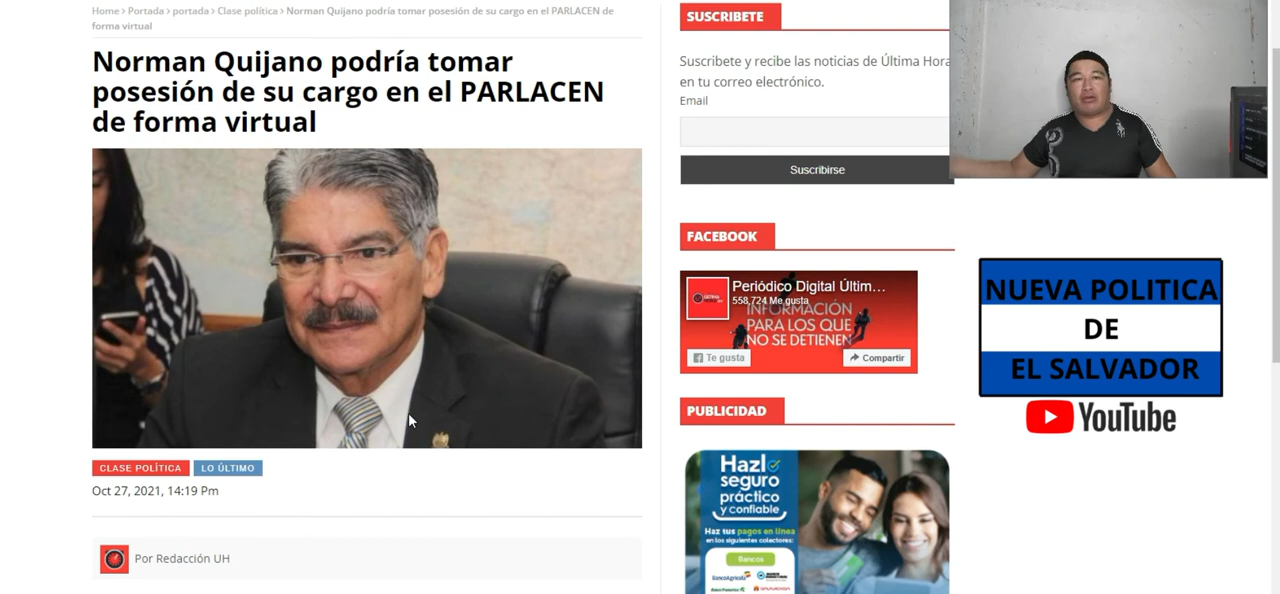 Home > Portada > portada > Clase política > Norman Quijano podría tomar posesión de su cargo en el PARLACEN de
forma virtual
Norman Quijano podría tomar
posesión de su cargo en el PARLACEN
de forma virtual
CLASE POLÍTICA
LO ÚLTIMO
Oct 27, 2021, 14:19 Pm
Por Redacción UH
SUSCRIBETE
Suscribete y recibe las noticias de Última Hora
en tu correo electrónico.
Email
Suscribirse
FACEBOOK
Periódico Digital Últim...
558,724 Me gusta
INFORMACIÓN
PARA LOS QUE
NO SE DETIENEN
Te gusta
Compartir
PUBLICIDAD
Hazlo
seguro
práctico
y confiable
Haz tus pagos en línea
en los siguientes colectores:
Bancos
BancoAgrícola
NUEVA POLITICA
DE
EL SALVADOR
YouTube